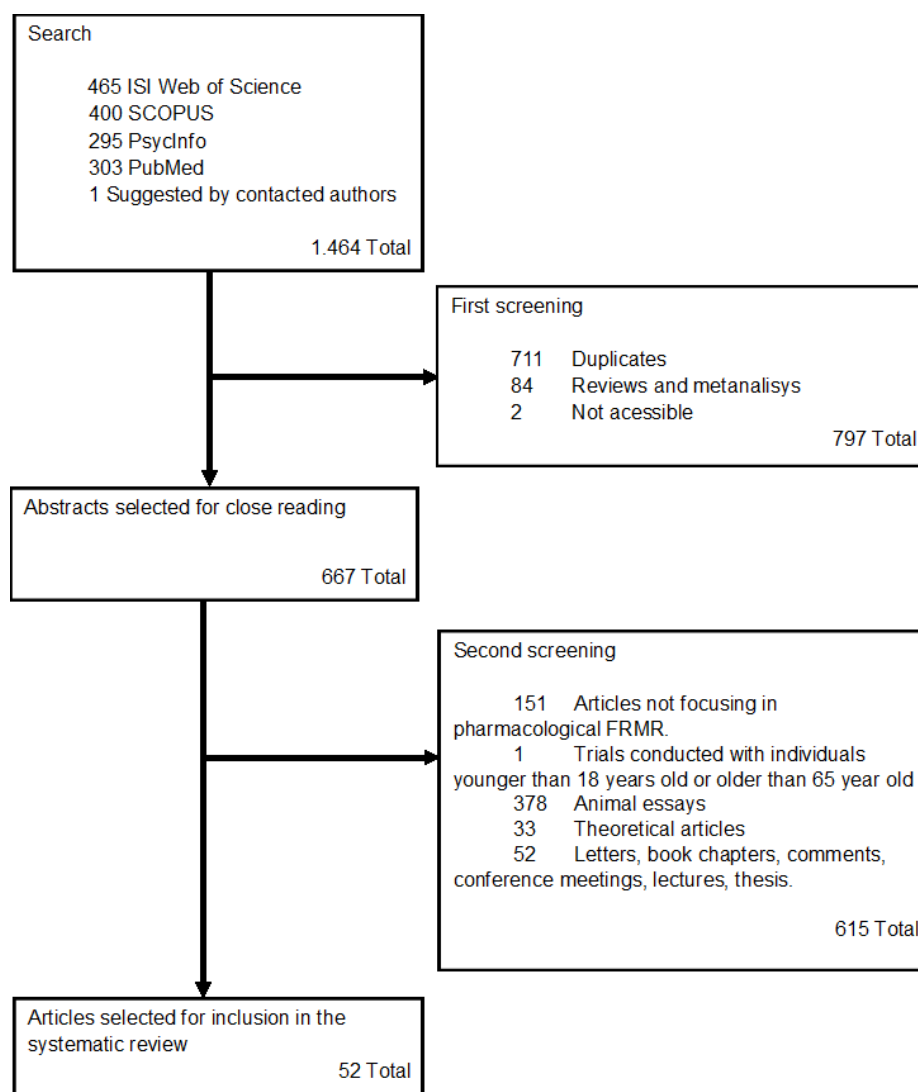 Search
465 ISI Web of Science
400 SCOPUS
295 PsycInfo
303 PubMed
1 Suggested by contacted authors
1.464 Total
First screening
711 Duplicates
84 Reviews and metanalisys
2 Not acessible
797 Total
Abstracts selected for close reading
667 Total
Second screening
151 Articles not focusing in
pharmacological FRMR.
1 Trials conducted with individuals
younger than 18 years old or older than 65 year old
378 Animal essays
33 Theoretical articles
52 Letters, book chapters, comments,
conference meetings, lectures, thesis.
615 Total
Articles selected for inclusion in the
systematic review
52 Total